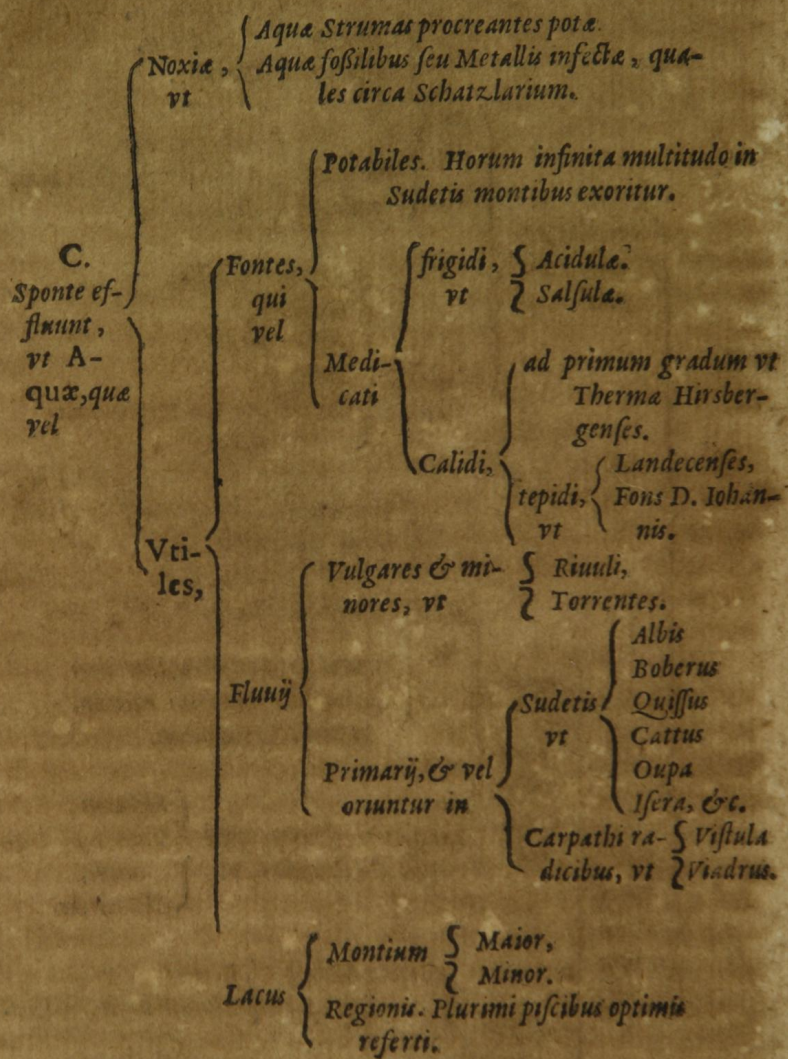 Aquæ Strumas procreantes potæ.
Noxiæ, Aquæ foßilibus ſeu Metallis infectæ, qua-
vt les circa Schatzlarium.
Potabiles. Horum infinita multitudo in
Sudetis montibus exoritur.
C.
Sponte ef-
fluunt,
vt A-
quæ, quæ
vel
Fontes,
qui
vel
frigidi, Acidulæ.
vt Salſulæ.
Medi-
cati
ad primum gradum vt
Thermæ Hirsber-
genſes.
Calidi,
tepidi,
vt
Landecenſes,
Fons D. Iohan-
nis.
Vti-
les,
Vulgares & mi-
nores, vt
Riuuli,
Torrentes.
Fluuij
Primarij, & vel
oriuntur in
Sudetis
vt
Albis
Boberus
Quiſſus
Cattus
Oupa
Iſera, &c.
Carpathi ra-
dicibus, vt
Viſtula
Viadrus.
Lacus
Montium
Maior,
Minor.
Regionis. Plurimi piſcibus optimis
referti.